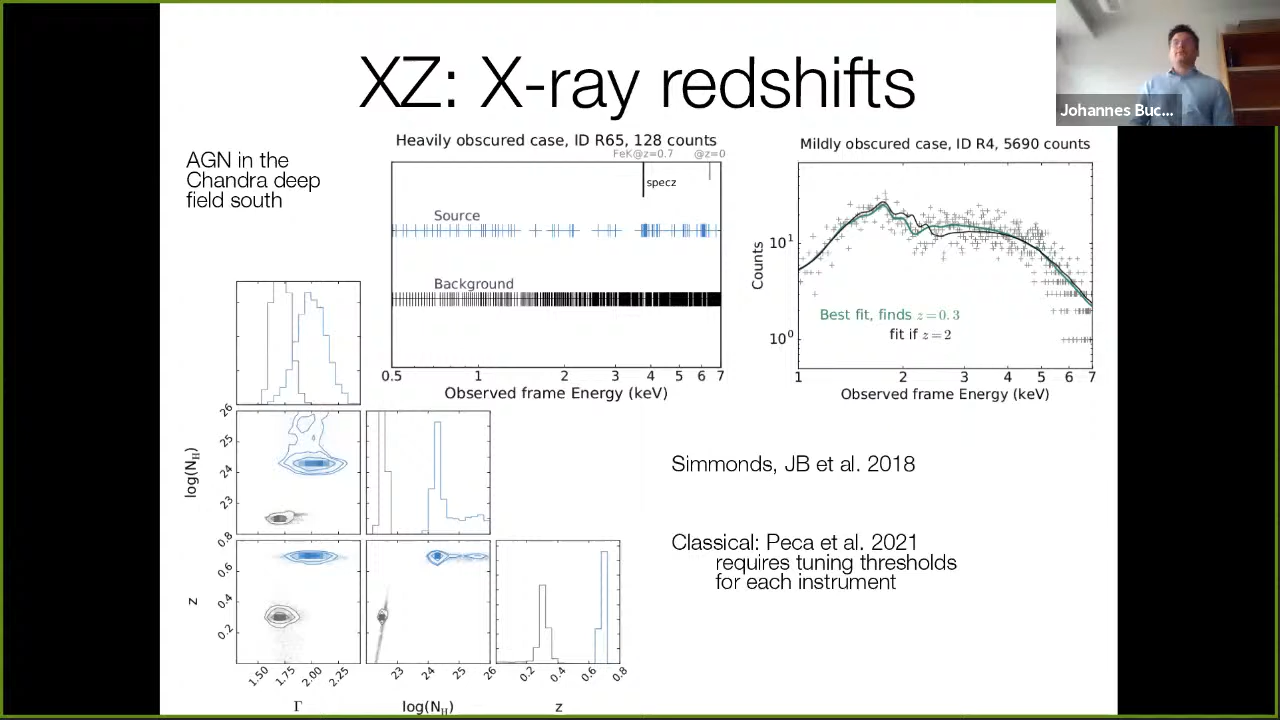 XZ: X-ray redshifts
Johannes Buc...
AGN in the
Chandra deep
field south
Heavily obscured case, ID R65, 128 counts
FeK@z=0.7 @z=0
specz
Source
Background
0.5 1 2 3 4 5 6 7
Observed frame Energy (keV)
Mildly obscured case, ID R4, 5690 counts
Counts
10¹
10⁰
Best fit, finds z = 0.3
fit if z = 2
1 2 3 4 5 6 7
Observed frame Energy (keV)
Simmonds, JB et al. 2018
Classical: Peca et al. 2021
requires tuning thresholds
for each instrument
log(N_H)
26
25
24
23
z
0.8
0.6
0.4
0.2
1.50 1.75 2.00 2.25
23 24 25 26
0.2 0.4 0.6 0.8
Γ
log(N_H)
z